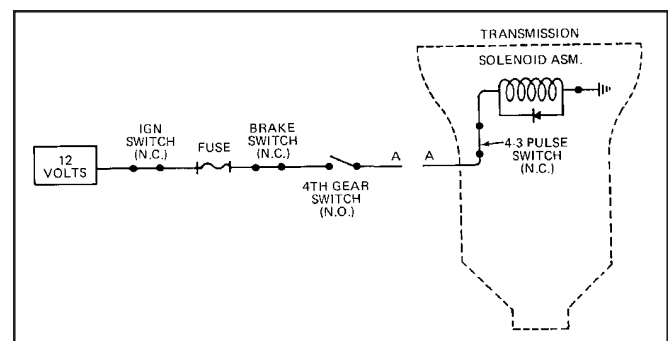 TRANSMISSION
SOLENOID ASM.
IGN
SWITCH
(N.C.)
FUSE
BRAKE
SWITCH
(N.C.)
12
VOLTS
4TH GEAR
SWITCH
(N.O.)
A
A
4-3 PULSE
SWITCH
(N.C.)